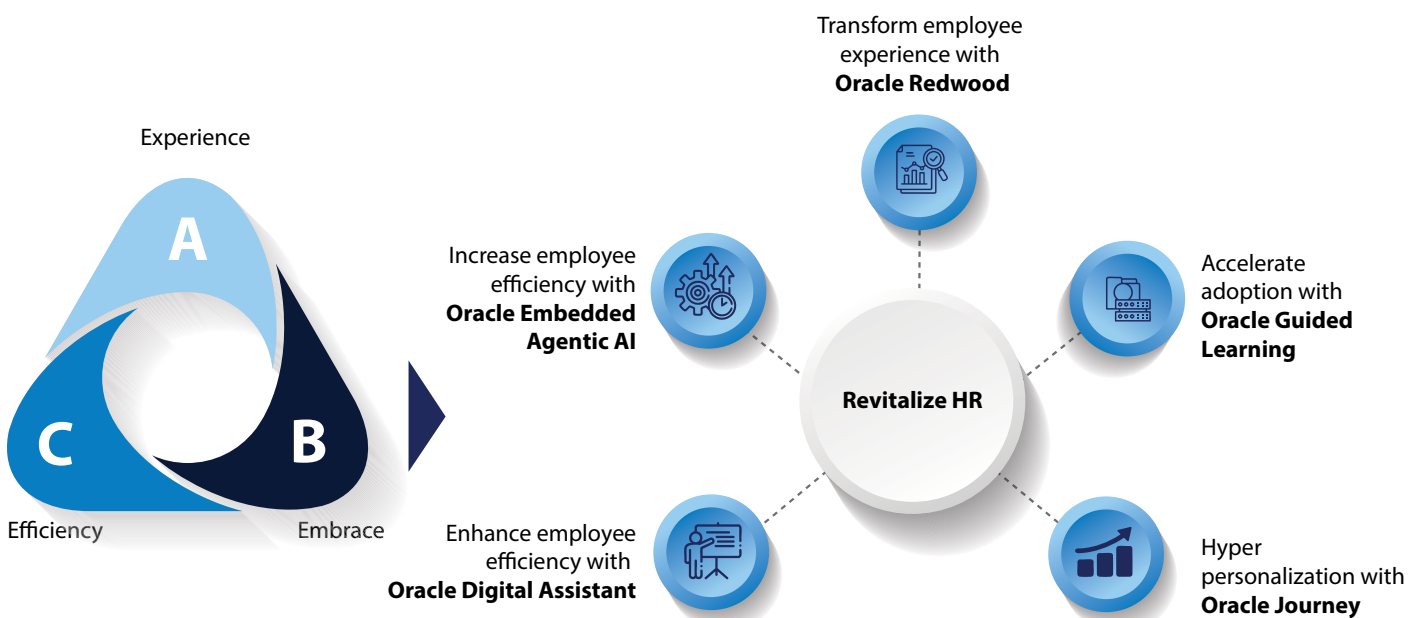 Experience
A
B
C
Efficiency
Embrace
Transform employee
experience with
Oracle Redwood
Increase employee
efficiency with
Oracle Embedded
Agentic AI
Accelerate
adoption with
Oracle Guided
Learning
Revitalize HR
Enhance employee
efficiency with
Oracle Digital Assistant
Hyper
personalization with
Oracle Journey